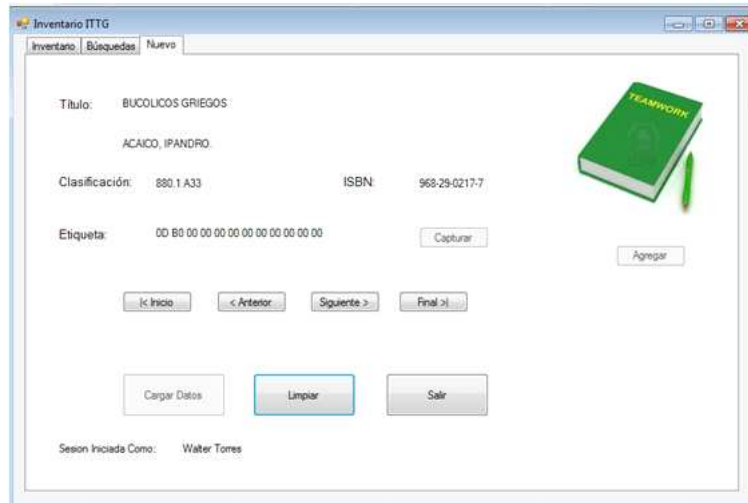 Inventario ITTG
Inventario Búsquedas Nuevo
Título: BUCOLICOS GRIEGOS
ACAICO, IPANDRO.
Clasificación: 880.1 A33 ISBN: 968-29-0217-7
Etiqueta: 0D B0 00 00 00 00 00 00 00 00 00 00 Capturar
TEAMWORK
Agregar
|< Inicio < Anterior Siguiente > Final >|
Cargar Datos Limpiar Salir
Sesion Iniciada Como: Walter Torres